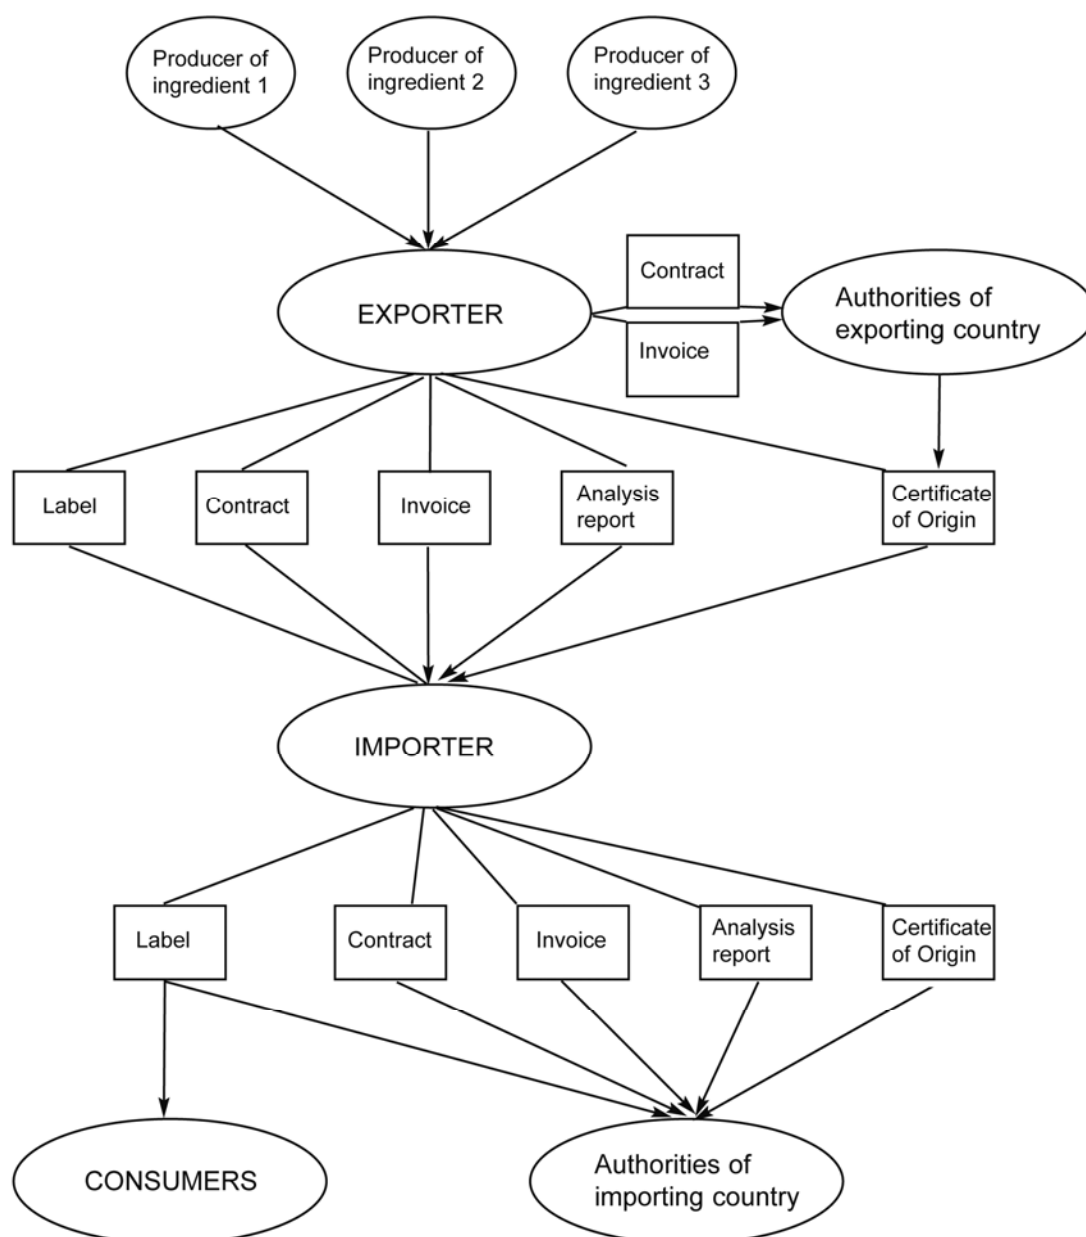 Producer of
ingredient 1
Producer of
ingredient 2
Producer of
ingredient 3
EXPORTER
Contract
Invoice
Authorities of
exporting country
Label
Contract
Invoice
Analysis
report
Certificate
of Origin
IMPORTER
Label
Contract
Invoice
Analysis
report
Certificate
of Origin
CONSUMERS
Authorities of
importing country